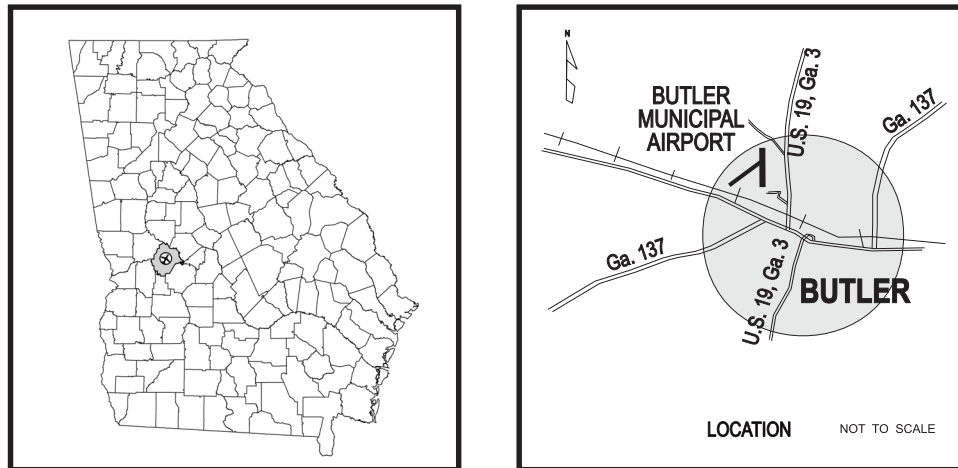 N
BUTLER
MUNICIPAL
AIRPORT
U.S. 19, Ga. 3
Ga. 137
Ga. 137
U.S. 19, Ga. 3
BUTLER
LOCATION
NOT TO SCALE